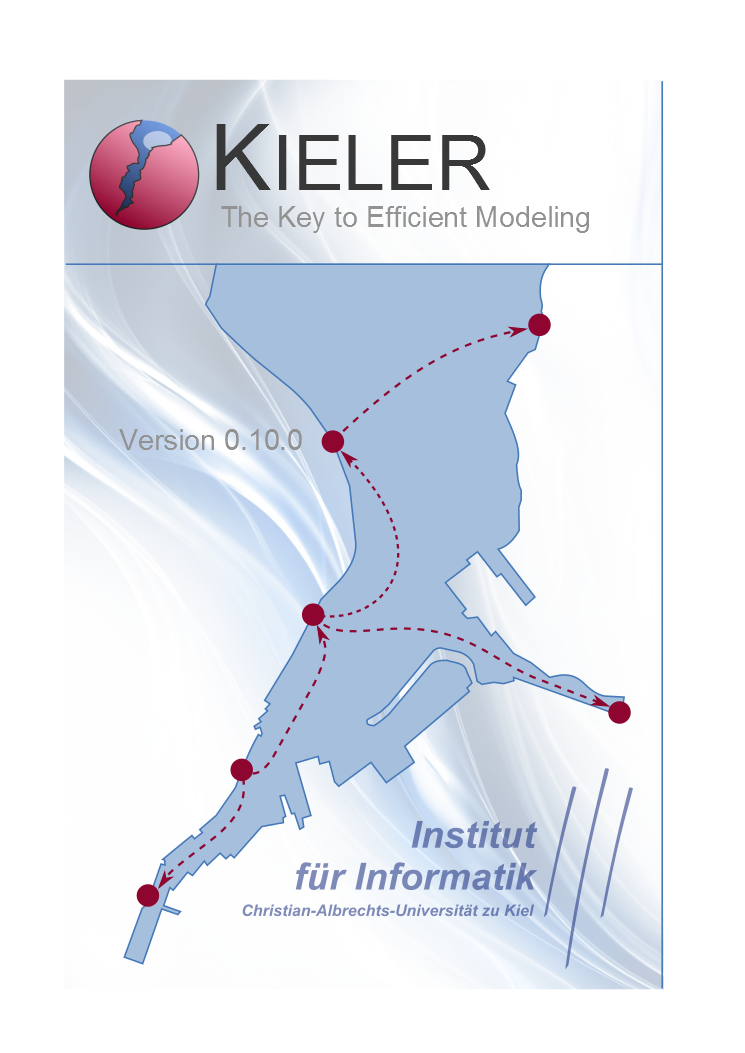 KIELER
The Key to Efficient Modeling
Version 0.10.0
Institut
für Informatik
Christian-Albrechts-Universität zu Kiel